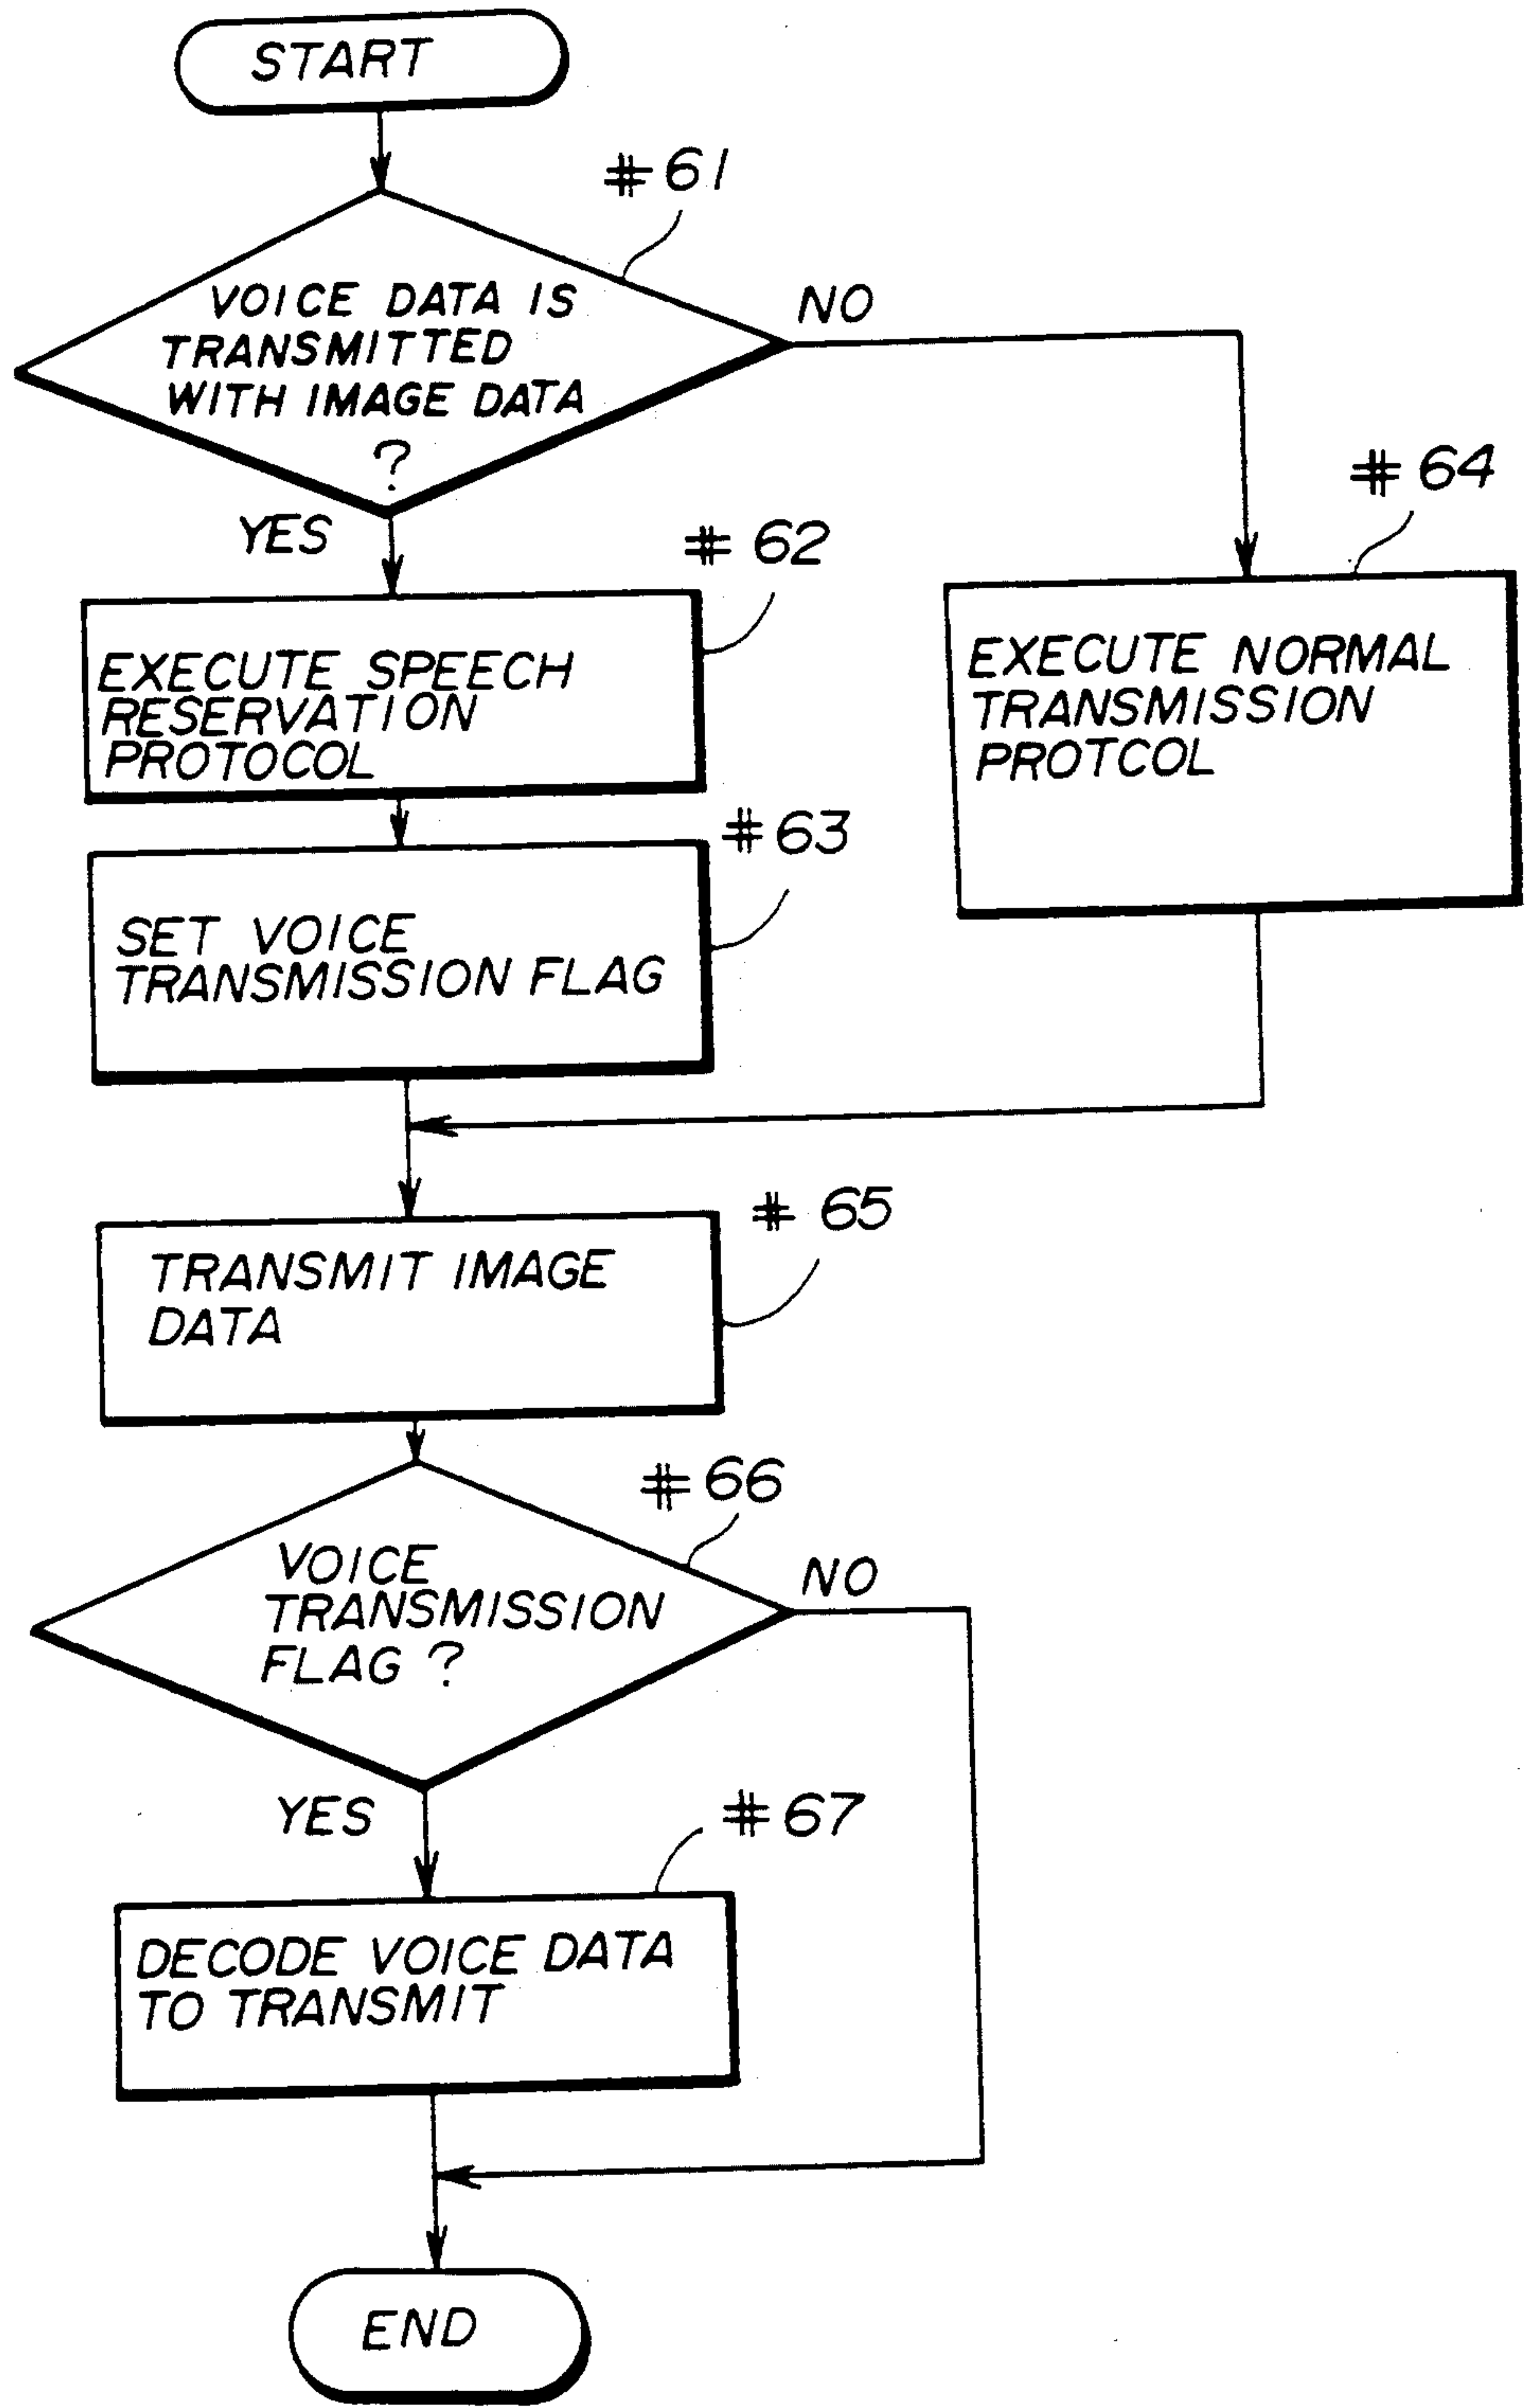 START
#61
VOICE DATA IS
TRANSMITTED
WITH IMAGE DATA
?
NO
YES
#62
EXECUTE SPEECH
RESERVATION
PROTOCOL
#64
EXECUTE NORMAL
TRANSMISSION
PROTCOL
#63
SET VOICE
TRANSMISSION FLAG
#65
TRANSMIT IMAGE
DATA
#66
VOICE
TRANSMISSION
FLAG ?
NO
YES
#67
DECODE VOICE DATA
TO TRANSMIT
END